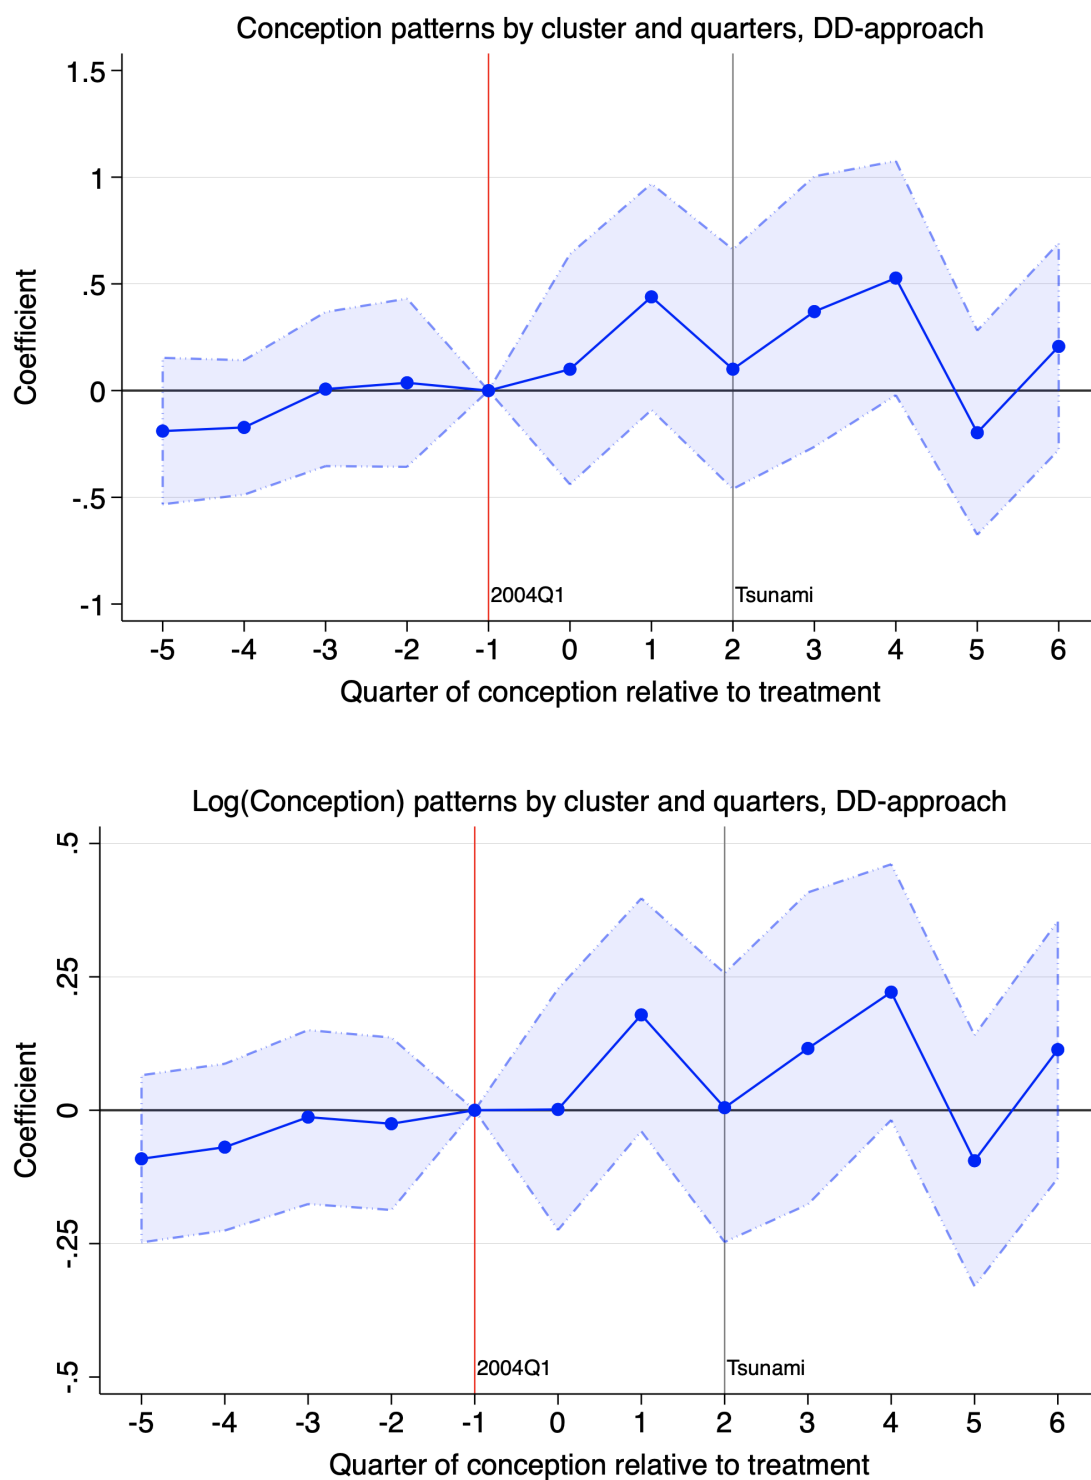 Conception patterns by cluster and quarters, DD-approach
1.5
1
.5
0
-.5
-1
Coefficient
2004Q1
Tsunami
-5 -4 -3 -2 -1 0 1 2 3 4 5 6
Quarter of conception relative to treatment
Log(Conception) patterns by cluster and quarters, DD-approach
.5
.25
0
-.25
-.5
Coefficient
2004Q1
Tsunami
-5 -4 -3 -2 -1 0 1 2 3 4 5 6
Quarter of conception relative to treatment